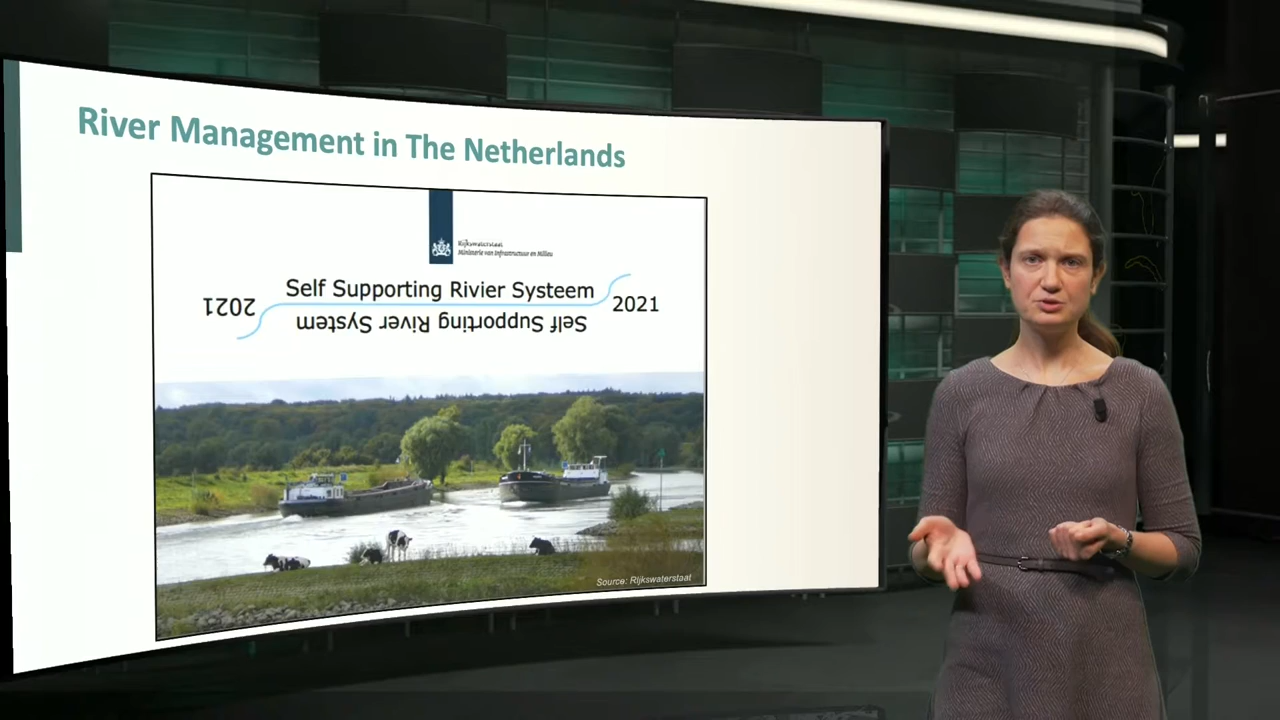 River Management in The Netherlands
Rijkswaterstaat
Ministerie van Infrastructuur en Milieu
Self Supporting Rivier Systeem
2021
2021
Self Supporting River System
Source: Rijkswaterstaat